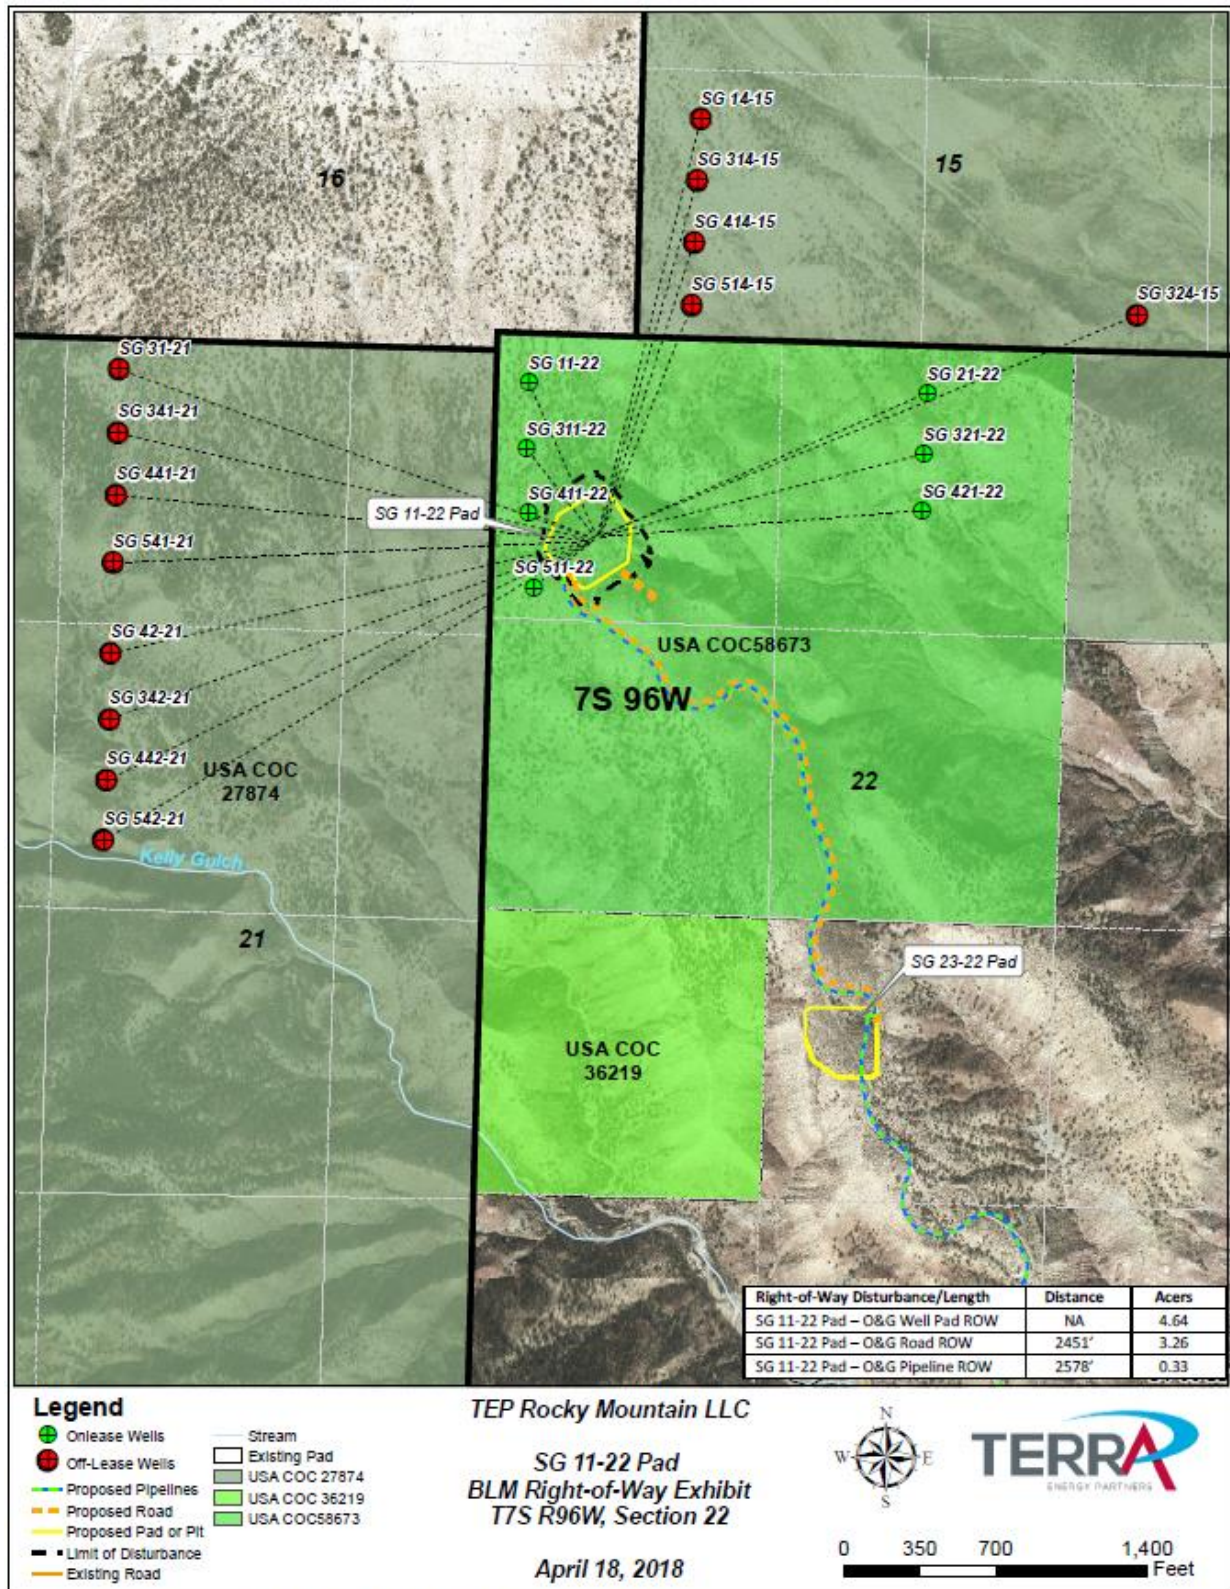 SG 14-15
SG 314-15
SG 414-15
SG 514-15
SG 324-15
16
15
SG 31-21
SG 341-21
SG 441-21
SG 541-21
SG 42-21
SG 342-21
SG 442-21
SG 542-21
SG 11-22
SG 311-22
SG 411-22
SG 511-22
SG 21-22
SG 321-22
SG 421-22
SG 11-22 Pad
USA COC58673
7S 96W
22
USA COC
27874
Kelly Gulch
21
SG 23-22 Pad
USA COC
36219
Right-of-Way Disturbance/Length Distance Acers
SG 11-22 Pad – O&G Well Pad ROW NA 4.64
SG 11-22 Pad – O&G Road ROW 2451' 3.26
SG 11-22 Pad – O&G Pipeline ROW 2578' 0.33
Legend
Onlease Wells
Off-Lease Wells
Proposed Pipelines
Proposed Road
Proposed Pad or Pit
Limit of Disturbance
Existing Road
Stream
Existing Pad
USA COC 27874
USA COC 36219
USA COC58673
TEP Rocky Mountain LLC
SG 11-22 Pad
BLM Right-of-Way Exhibit
T7S R96W, Section 22
April 18, 2018
N
W E
S
TERRA
ENERGY PARTNERS
0 350 700 1,400
Feet